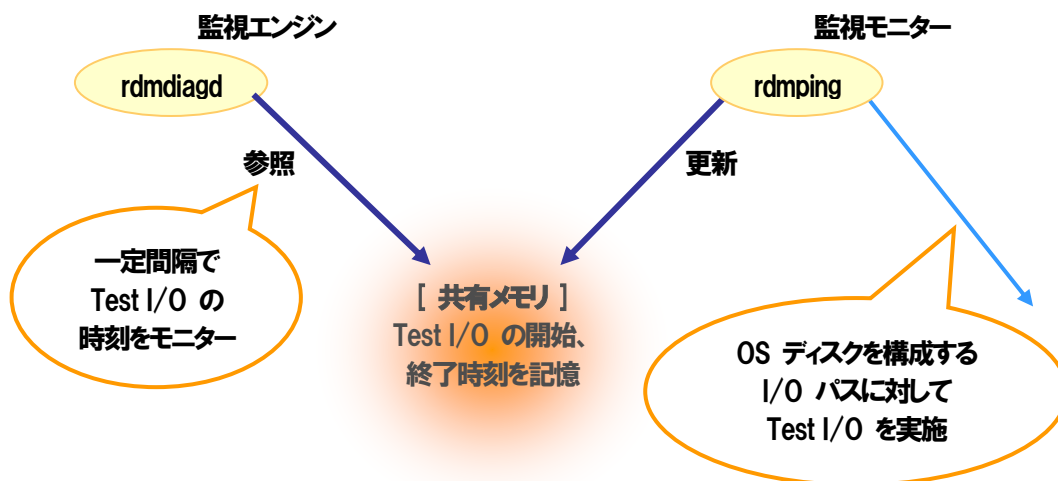 監視エンジン
監視モニター
rdmdiagd
rdmping
参照
更新
一定間隔で
Test I/O の
時刻をモニター
[ 共有メモリ ]
Test I/O の開始、
終了時刻を記憶
OS ディスクを構成する
I/O パスに対して
Test I/O を実施